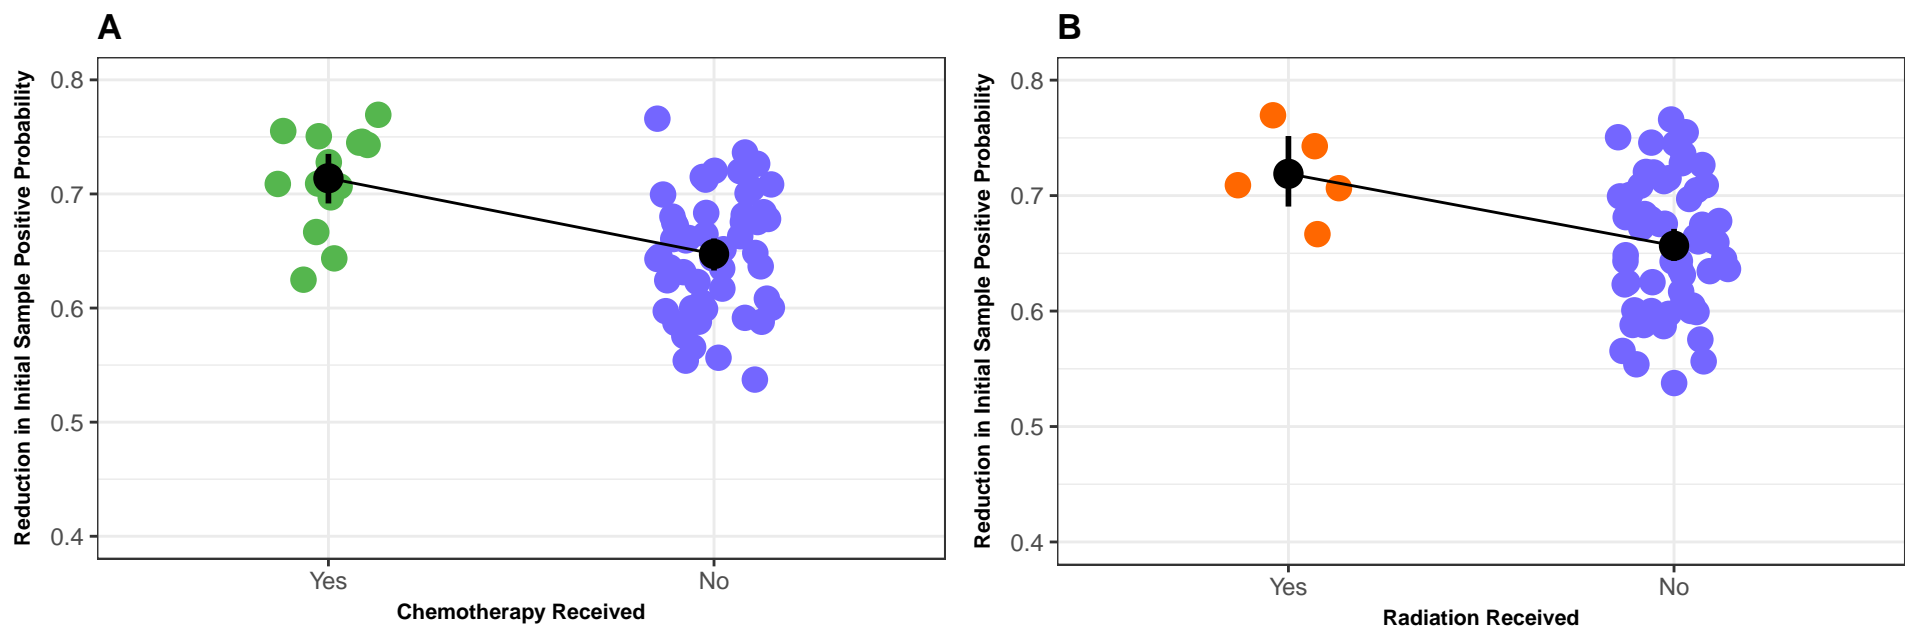 A
Reduction in Initial Sample Positive Probability
0.8
0.7
0.6
0.5
0.4
Yes
No
Chemotherapy Received
B
Reduction in Initial Sample Positive Probability
0.8
0.7
0.6
0.5
0.4
Yes
No
Radiation Received